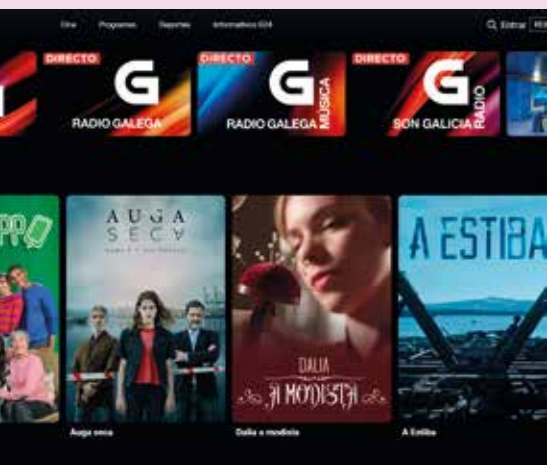 Cine Programas Deportes Informativos G24 Entrar
DIRECTO DIRECTO DIRECTO
G G G
RADIO GALEGA RADIO GALEGA MÚSICA SON GALICIA RADIO
AUGA
SECA
A ESTIBA
DALIA
A MODISTA
Auga seca Dalia a modista A Estiba